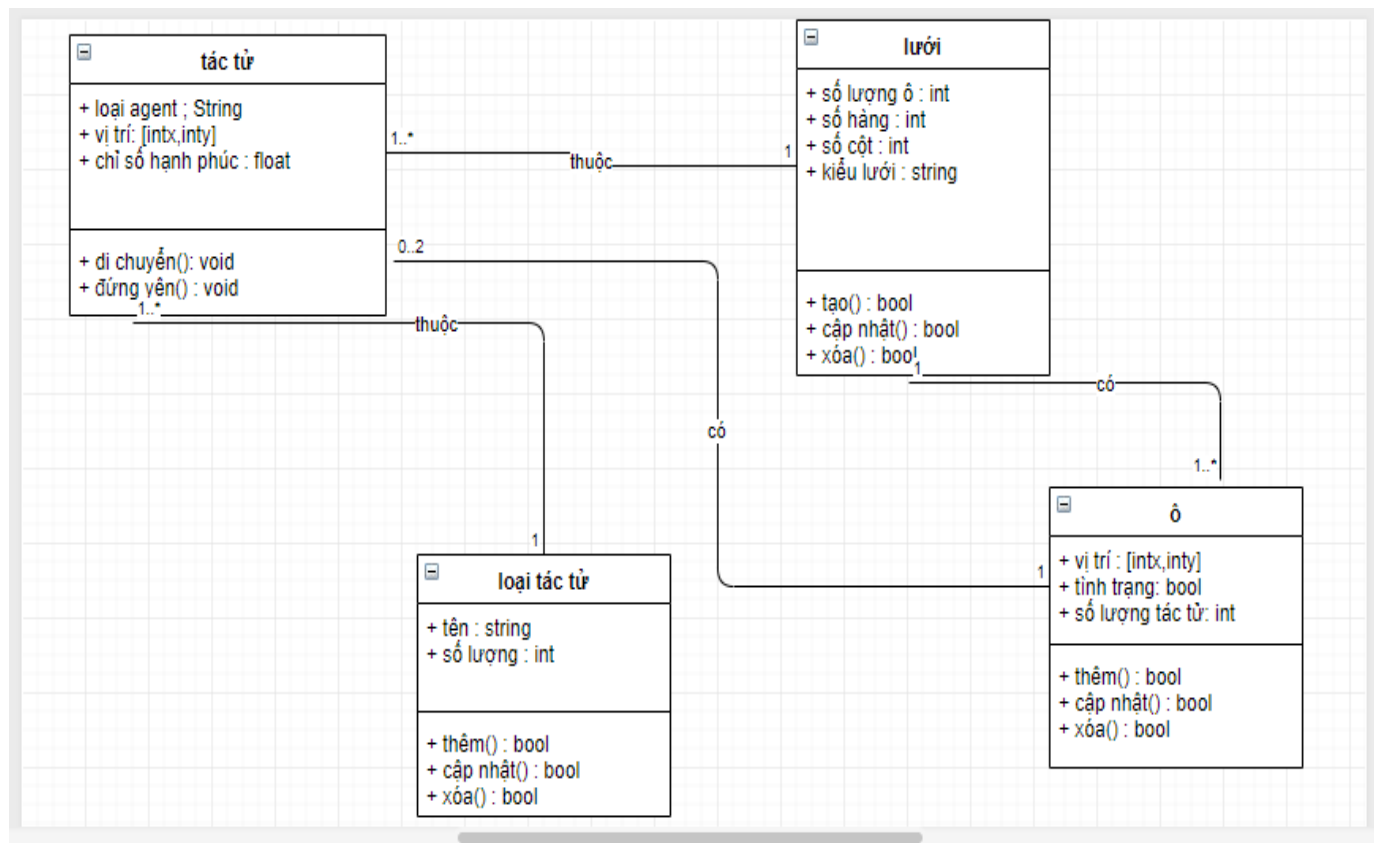 tác tử
+ loại agent ; String
+ vị trí: [intx,inty]
+ chỉ số hạnh phúc : float
+ di chuyển(): void
+ đứng yên() : void
lưới
+ số lượng ô : int
+ số hàng : int
+ số cột : int
+ kiểu lưới : string
+ tạo() : bool
+ cập nhật() : bool
+ xóa() : bool
1..*
thuộc
1
0..2
có
1
1..*
thuộc
1
1
có
1..*
loại tác tử
+ tên : string
+ số lượng : int
+ thêm() : bool
+ cập nhật() : bool
+ xóa() : bool
ô
+ vị trí : [intx,inty]
+ tình trạng: bool
+ số lượng tác tử: int
+ thêm() : bool
+ cập nhật() : bool
+ xóa() : bool